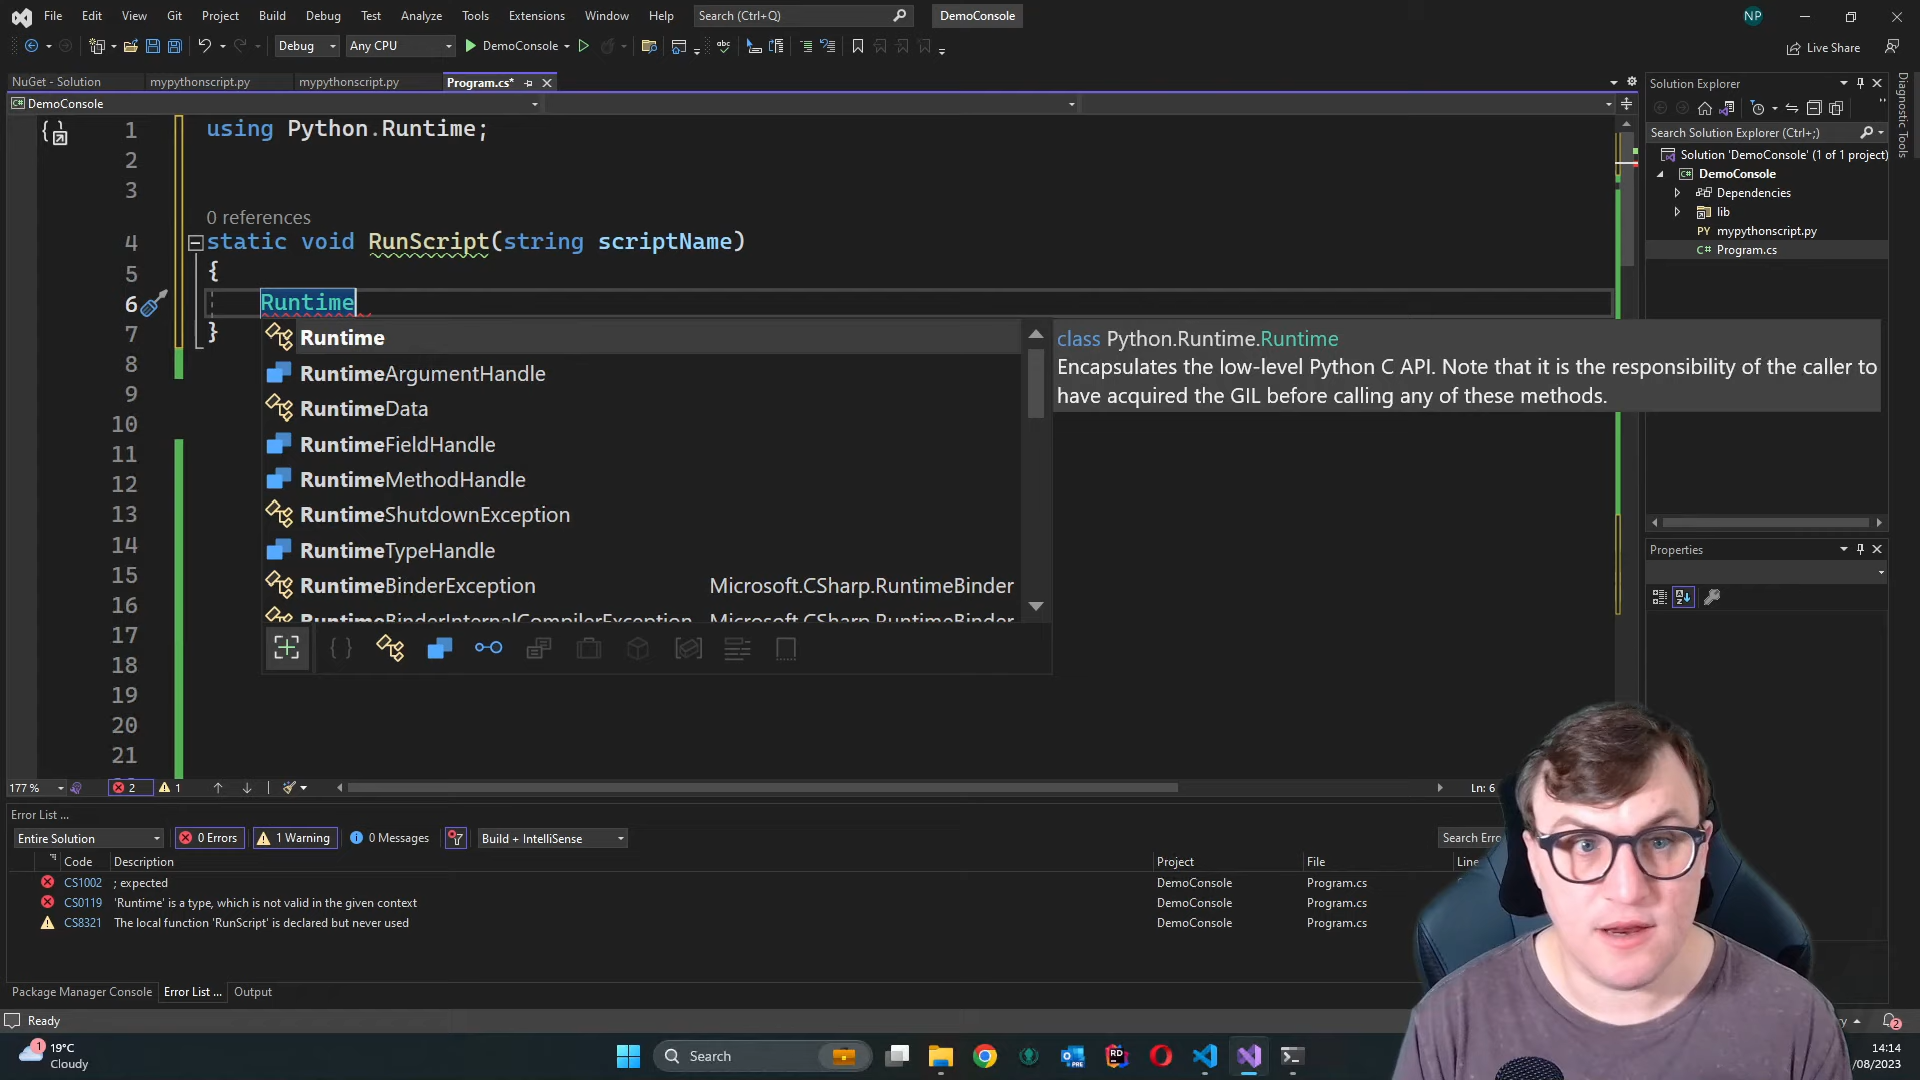 File Edit View Git Project Build Debug Test Analyze Tools Extensions Window Help Search (Ctrl+Q) DemoConsole NP
Debug Any CPU DemoConsole Live Share
NuGet - Solution mypythonscript.py mypythonscript.py Program.cs*
DemoConsole
1 using Python.Runtime;
2
3
0 references
4 static void RunScript(string scriptName)
5 {
6 Runtime
7 }
8
9
10
11
12
13
14
15
16
17
18
19
20
21
Runtime
RuntimeArgumentHandle
RuntimeData
RuntimeFieldHandle
RuntimeMethodHandle
RuntimeShutdownException
RuntimeTypeHandle
RuntimeBinderException Microsoft.CSharp.RuntimeBinder
RuntimeBinderInternalCompilerException Microsoft.CSharp.RuntimeBinder
class Python.Runtime.Runtime
Encapsulates the low-level Python C API. Note that it is the responsibility of the caller to
have acquired the GIL before calling any of these methods.
Solution Explorer
Search Solution Explorer (Ctrl+;)
Solution 'DemoConsole' (1 of 1 project)
DemoConsole
Dependencies
lib
mypythonscript.py
Program.cs
Properties
Diagnostic Tools
177 % 2 1 Ln: 6
Error List ...
Entire Solution 0 Errors 1 Warning 0 Messages Build + IntelliSense Search Erro
Code Description Project File Line
CS1002 ; expected DemoConsole Program.cs
CS0119 'Runtime' is a type, which is not valid in the given context DemoConsole Program.cs
CS8321 The local function 'RunScript' is declared but never used DemoConsole Program.cs
Package Manager Console Error List ... Output
Ready 2
1 19°C
Cloudy
Search
14:14
/08/2023